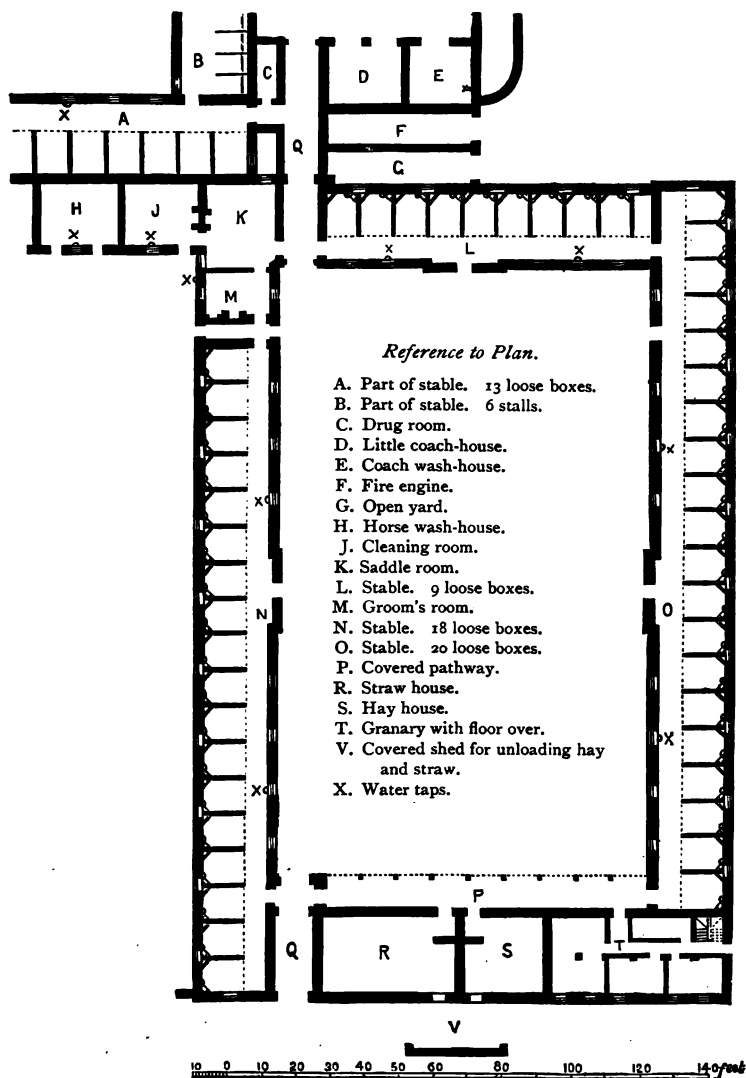 B
C
D
E
X
A
F
Q
G
H
J
K
X
X
L
X
X
X
M
Reference to Plan.
A. Part of stable. 13 loose boxes.
B. Part of stable. 6 stalls.
C. Drug room.
D. Little coach-house.
E. Coach wash-house.
F. Fire engine.
G. Open yard.
H. Horse wash-house.
J. Cleaning room.
K. Saddle room.
L. Stable. 9 loose boxes.
M. Groom's room.
N. Stable. 18 loose boxes.
O. Stable. 20 loose boxes.
P. Covered pathway.
R. Straw house.
S. Hay house.
T. Granary with floor over.
V. Covered shed for unloading hay
and straw.
X. Water taps.
X
X
N
O
X
X
P
Q
R
S
T
V
10 0 10 20 30 40 50 60 80 100 120 140 feet